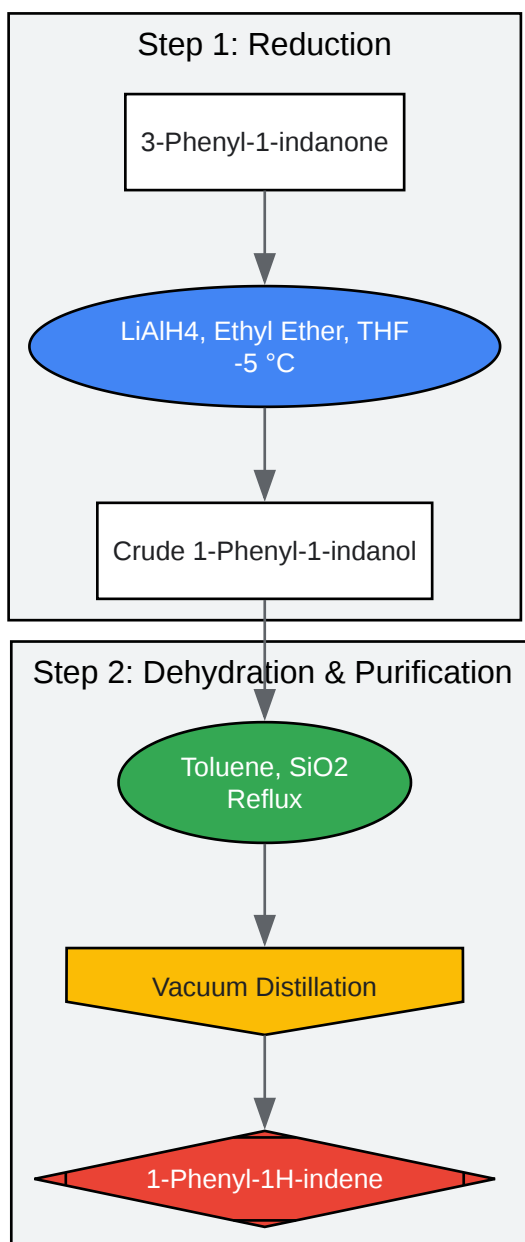 Step 1: Reduction
3-Phenyl-1-indanone
LiAlH4, Ethyl Ether, THF
-5 °C
Crude 1-Phenyl-1-indanol
Step 2: Dehydration & Purification
Toluene, SiO2
Reflux
Vacuum Distillation
1-Phenyl-1H-indene